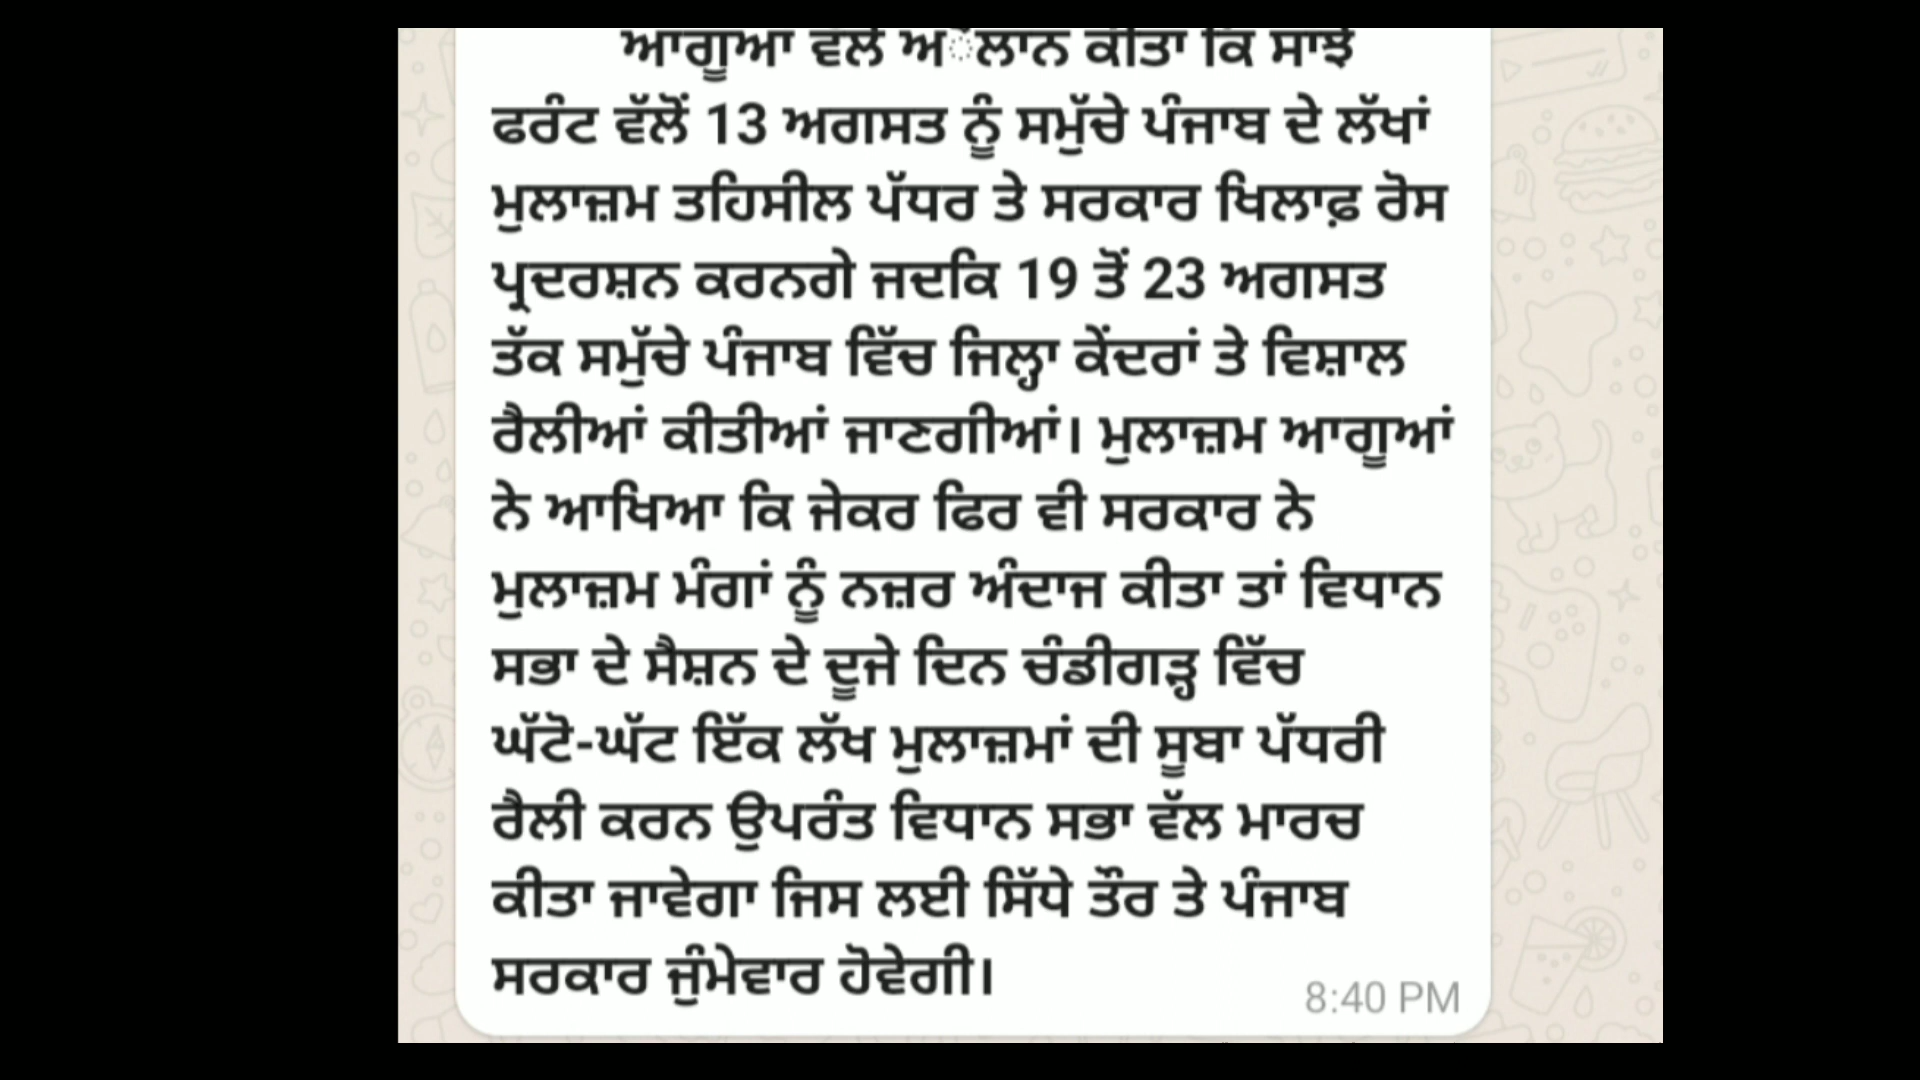 ਆਗੂਆਂ ਵੱਲੋਂ ਅੱਲਾਨ ਕੀਤਾ ਕਿ ਸਾਂਝੇ
ਫਰੰਟ ਵੱਲੋਂ 13 ਅਗਸਤ ਨੂੰ ਸਮੁੱਚੇ ਪੰਜਾਬ ਦੇ ਲੱਖਾਂ
ਮੁਲਾਜ਼ਮ ਤਹਿਸੀਲ ਪੱਧਰ ਤੇ ਸਰਕਾਰ ਖਿਲਾਫ਼ ਰੋਸ
ਪ੍ਰਦਰਸ਼ਨ ਕਰਨਗੇ ਜਦਕਿ 19 ਤੋਂ 23 ਅਗਸਤ
ਤੱਕ ਸਮੁੱਚੇ ਪੰਜਾਬ ਵਿੱਚ ਜਿਲ੍ਹਾ ਕੇਂਦਰਾਂ ਤੇ ਵਿਸ਼ਾਲ
ਰੈਲੀਆਂ ਕੀਤੀਆਂ ਜਾਣਗੀਆਂ। ਮੁਲਾਜ਼ਮ ਆਗੂਆਂ
ਨੇ ਆਖਿਆ ਕਿ ਜੇਕਰ ਫਿਰ ਵੀ ਸਰਕਾਰ ਨੇ
ਮੁਲਾਜ਼ਮ ਮੰਗਾਂ ਨੂੰ ਨਜ਼ਰ ਅੰਦਾਜ ਕੀਤਾ ਤਾਂ ਵਿਧਾਨ
ਸਭਾ ਦੇ ਸੈਸ਼ਨ ਦੇ ਦੂਜੇ ਦਿਨ ਚੰਡੀਗੜ੍ਹ ਵਿੱਚ
ਘੱਟੋ-ਘੱਟ ਇੱਕ ਲੱਖ ਮੁਲਾਜ਼ਮਾਂ ਦੀ ਸੂਬਾ ਪੱਧਰੀ
ਰੈਲੀ ਕਰਨ ਉਪਰੰਤ ਵਿਧਾਨ ਸਭਾ ਵੱਲ ਮਾਰਚ
ਕੀਤਾ ਜਾਵੇਗਾ ਜਿਸ ਲਈ ਸਿੱਧੇ ਤੌਰ ਤੇ ਪੰਜਾਬ
ਸਰਕਾਰ ਜੁੰਮੇਵਾਰ ਹੋਵੇਗੀ।
8:40 PM